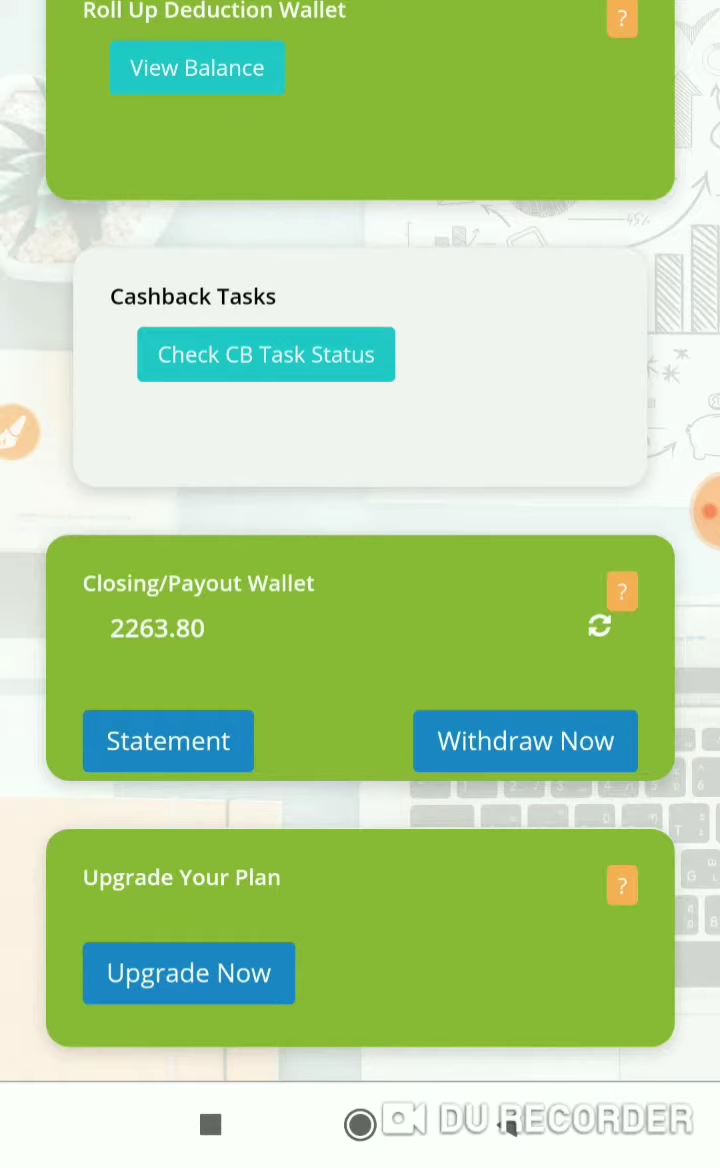 Roll Up Deduction Wallet
?
View Balance
45%
Cashback Tasks
Check CB Task Status
Closing/Payout Wallet
?
2263.80
Statement
Withdraw Now
Upgrade Your Plan
?
Upgrade Now
DU RECORDER